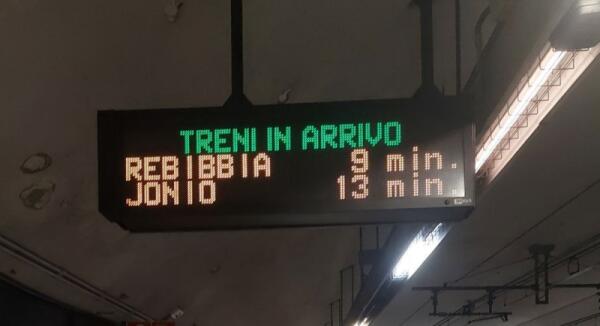 TRENI IN ARRIVO
REBIBBIA 9 min.
JONIO 13 min.